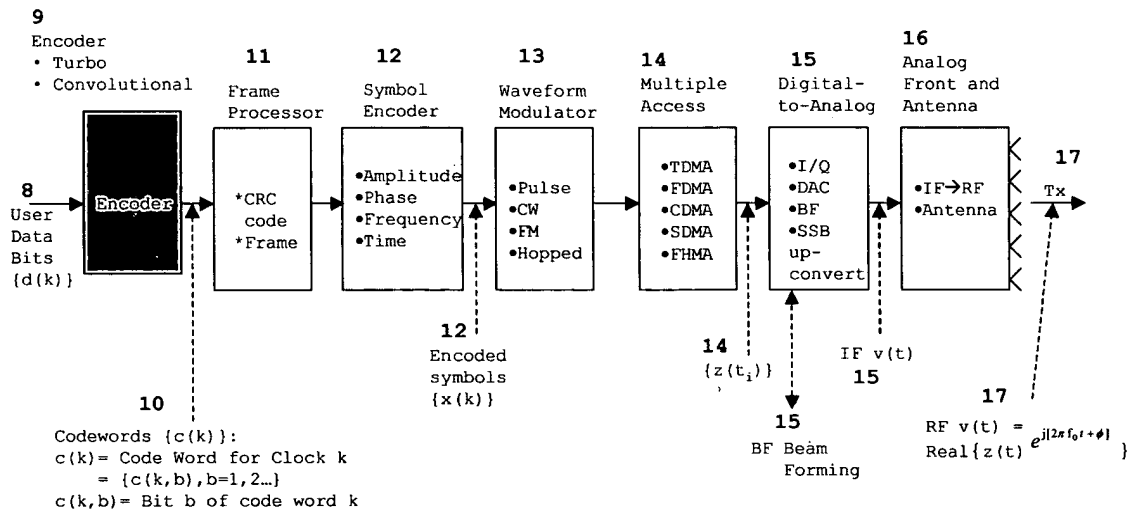 9
Encoder
• Turbo
• Convolutional
11
Frame
Processor
12
Symbol
Encoder
13
Waveform
Modulator
14
Multiple
Access
15
Digital-
to-Analog
16
Analog
Front and
Antenna
8
User
Data
Bits
{d(k)}
Encoder
*CRC
code
*Frame
•Amplitude
•Phase
•Frequency
•Time
•Pulse
•CW
•FM
•Hopped
•TDMA
•FDMA
•CDMA
•SDMA
•FHMA
•I/Q
•DAC
•BF
•SSB
up-
convert
•IF→RF
•Antenna
17
Tx
10
Codewords {c(k)}:
c(k)= Code Word for Clock k
= {c(k,b),b=1,2…}
c(k,b)= Bit b of code word k
12
Encoded
symbols
{x(k)}
14
{z(tᵢ)}
15
BF Beam
Forming
IF v(t)
15
17
RF v(t) =
Real{z(t) e^{j[2π f₀ t + ϕ]} }